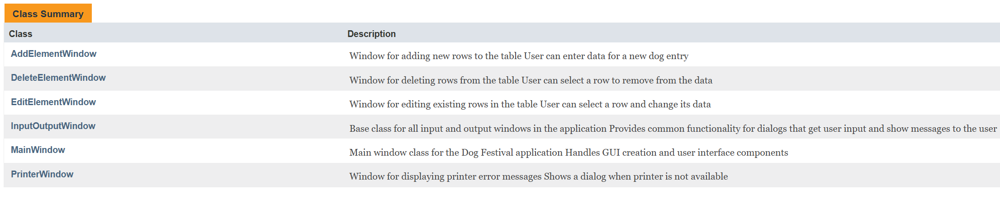 Class Summary
Class Description
AddElementWindow Window for adding new rows to the table User can enter data for a new dog entry
DeleteElementWindow Window for deleting rows from the table User can select a row to remove from the data
EditElementWindow Window for editing existing rows in the table User can select a row and change its data
InputOutputWindow Base class for all input and output windows in the application Provides common functionality for dialogs that get user input and show messages to the user
MainWindow Main window class for the Dog Festival application Handles GUI creation and user interface components
PrinterWindow Window for displaying printer error messages Shows a dialog when printer is not available